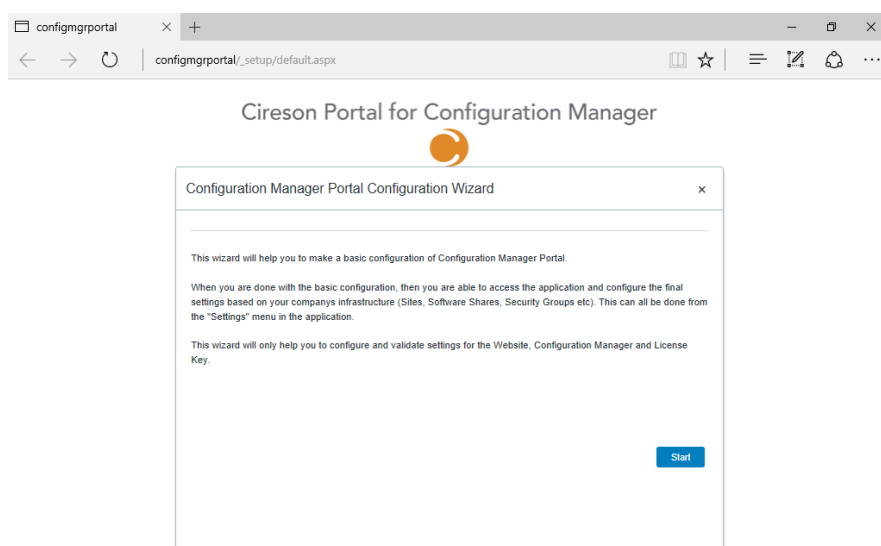 configmgrportal
configmgrportal/_setup/default.aspx
Cireson Portal for Configuration Manager
Configuration Manager Portal Configuration Wizard
This wizard will help you to make a basic configuration of Configuration Manager Portal.
When you are done with the basic configuration, then you are able to access the application and configure the final
settings based on your companys infrastructure (Sites, Software Shares, Security Groups etc). This can all be done from
the "Settings" menu in the application.
This wizard will only help you to configure and validate settings for the Website, Configuration Manager and License
Key.
Start